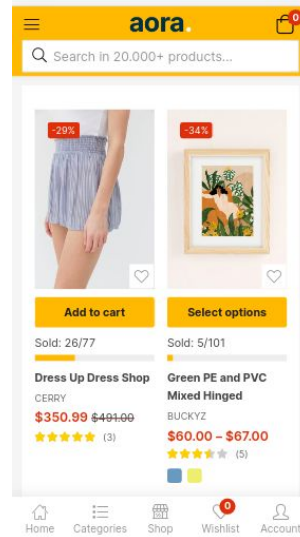 aora.
0
Search in 20.000+ products...
-29%
-34%
Add to cart
Select options
Sold: 26/77
Sold: 5/101
Dress Up Dress Shop
CERRY
$350.99 $491.00
(3)
Green PE and PVC
Mixed Hinged
BUCKYZ
$60.00 – $67.00
(5)
Home
Categories
Shop
0
Wishlist
Account